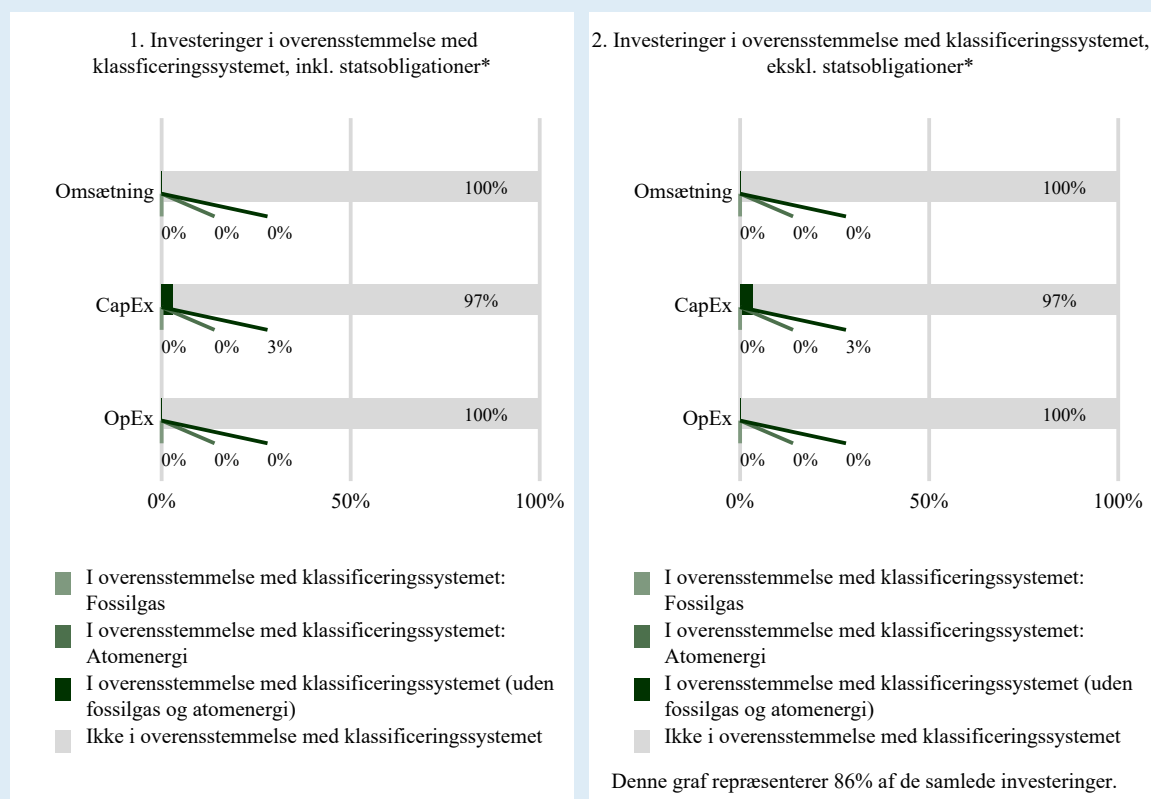 1. Investeringer i overensstemmelse med
klassficeringssystemet, inkl. statsobligationer*
Omsætning
100%
0% 0% 0%
CapEx
97%
0% 0% 3%
OpEx
100%
0% 0% 0%
0% 50% 100%
I overensstemmelse med klassificeringssystemet:
Fossilgas
I overensstemmelse med klassificeringssystemet:
Atomenergi
I overensstemmelse med klassificeringssystemet (uden
fossilgas og atomenergi)
Ikke i overensstemmelse med klassificeringssystemet
2. Investeringer i overensstemmelse med klassificeringssystemet,
ekskl. statsobligationer*
Omsætning
100%
0% 0% 0%
CapEx
97%
0% 0% 3%
OpEx
100%
0% 0% 0%
0% 50% 100%
I overensstemmelse med klassificeringssystemet:
Fossilgas
I overensstemmelse med klassificeringssystemet:
Atomenergi
I overensstemmelse med klassificeringssystemet (uden
fossilgas og atomenergi)
Ikke i overensstemmelse med klassificeringssystemet
Denne graf repræsenterer 86% af de samlede investeringer.